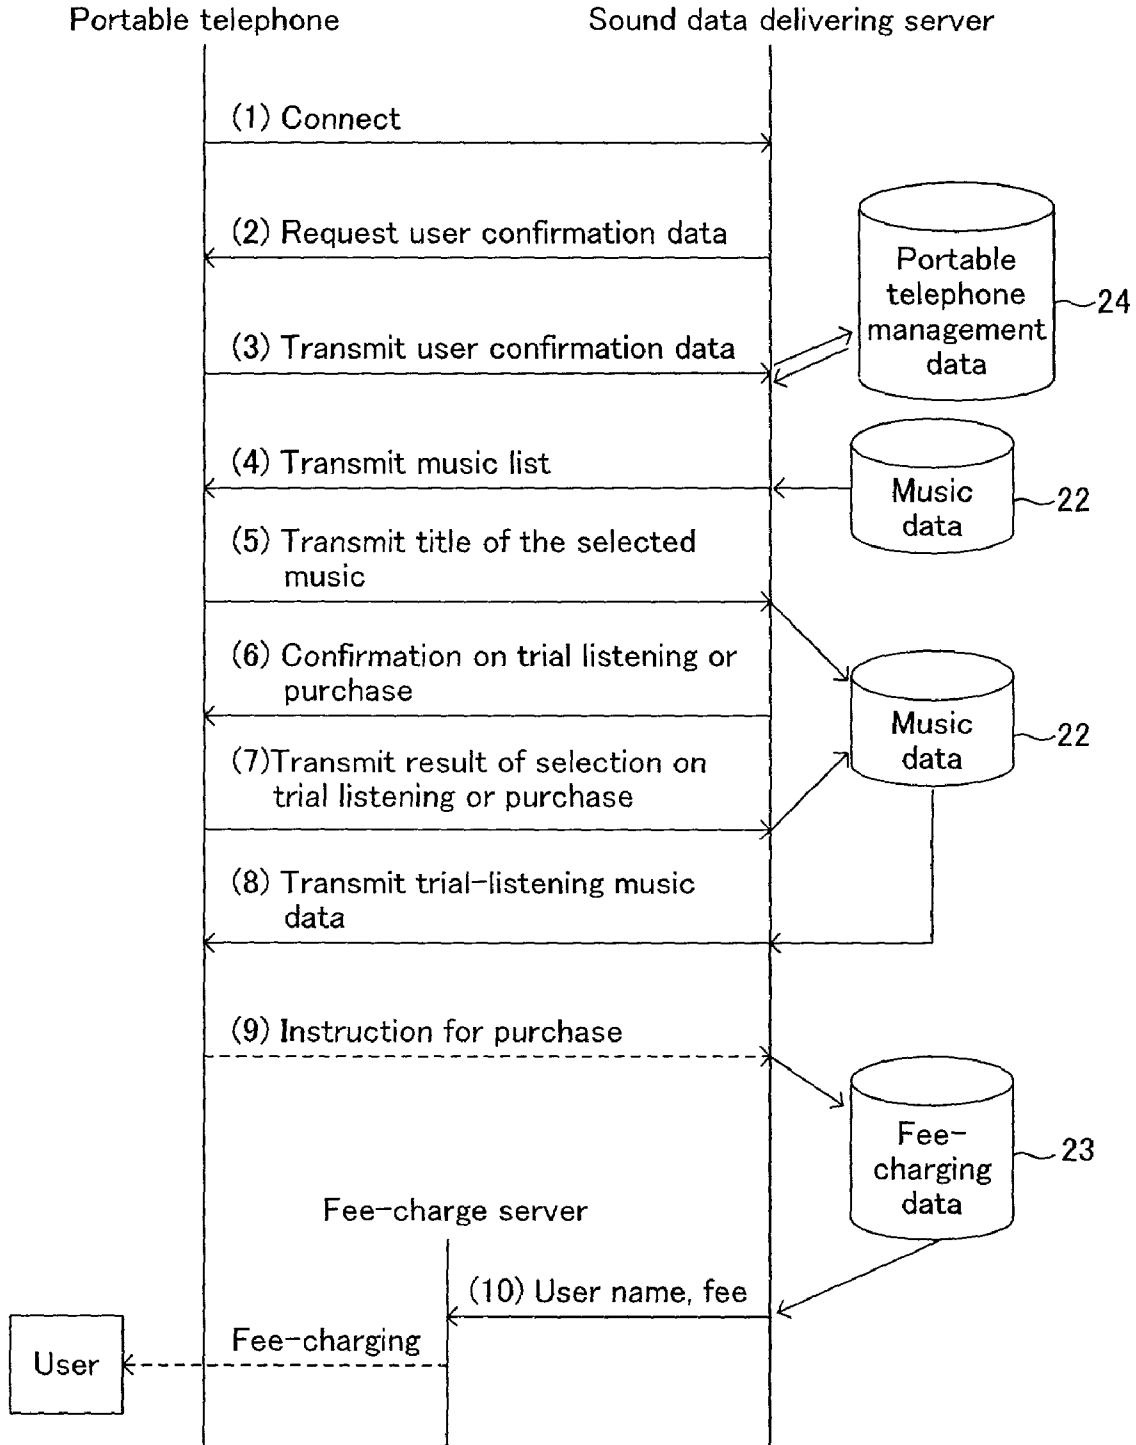 Portable telephone
Sound data delivering server
(1) Connect
(2) Request user confirmation data
Portable
telephone
management
data
24
(3) Transmit user confirmation data
(4) Transmit music list
Music
data
22
(5) Transmit title of the selected
music
(6) Confirmation on trial listening or
purchase
Music
data
22
(7)Transmit result of selection on
trial listening or purchase
(8) Transmit trial-listening music
data
(9) Instruction for purchase
Fee-
charging
data
23
Fee-charge server
(10) User name, fee
Fee-charging
User